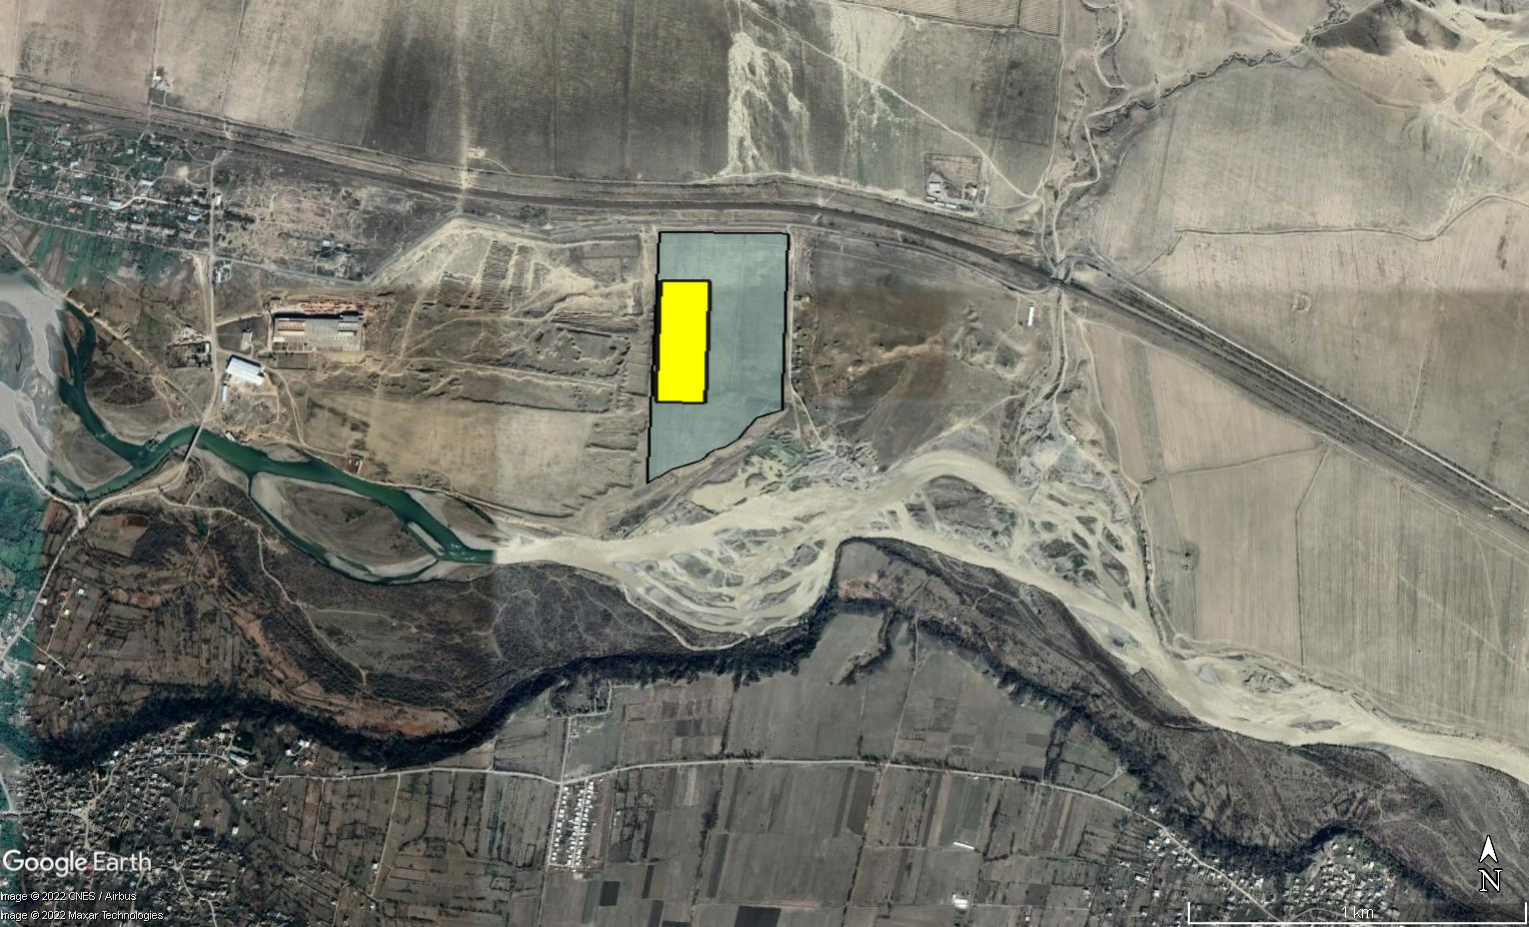 N
1 km
Google Earth
Image © 2022 CNES / Airbus
Image © 2022 Maxar Technologies